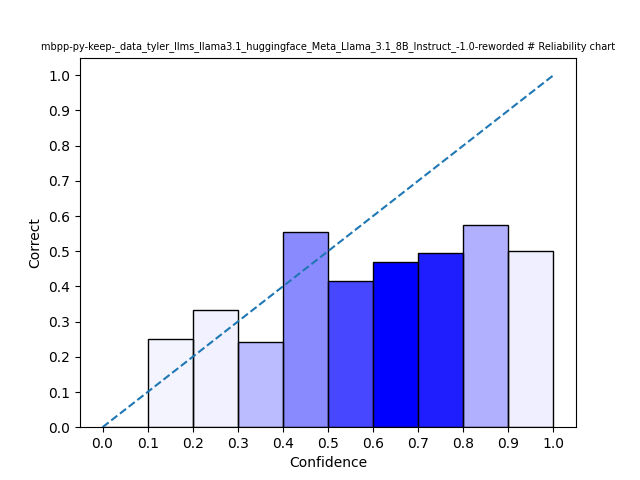 mbpp-py-keep-_data_tyler_llms_llama3.1_huggingface_Meta_Llama_3.1_8B_Instruct_-1.0-reworded # Reliability chart
1.0
0.9
0.8
0.7
0.6
0.5
0.4
0.3
0.2
0.1
0.0
Correct
0.0 0.1 0.2 0.3 0.4 0.5 0.6 0.7 0.8 0.9 1.0
Confidence